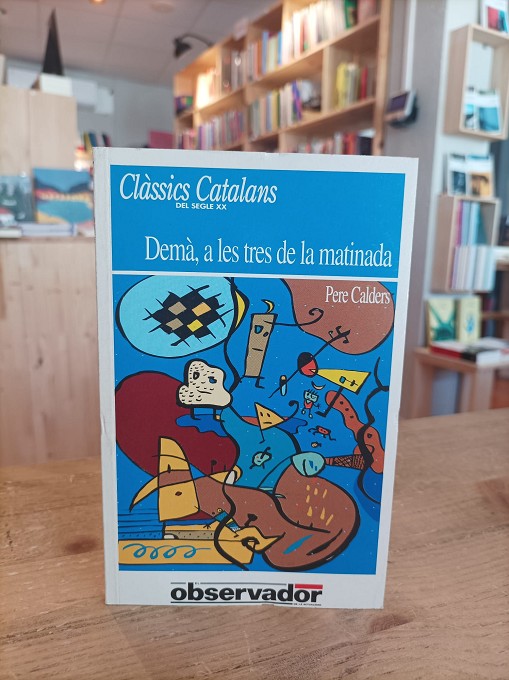 Clàssics Catalans
DEL SEGLE XX
Demà, a les tres de la matinada
Pere Calders
observador